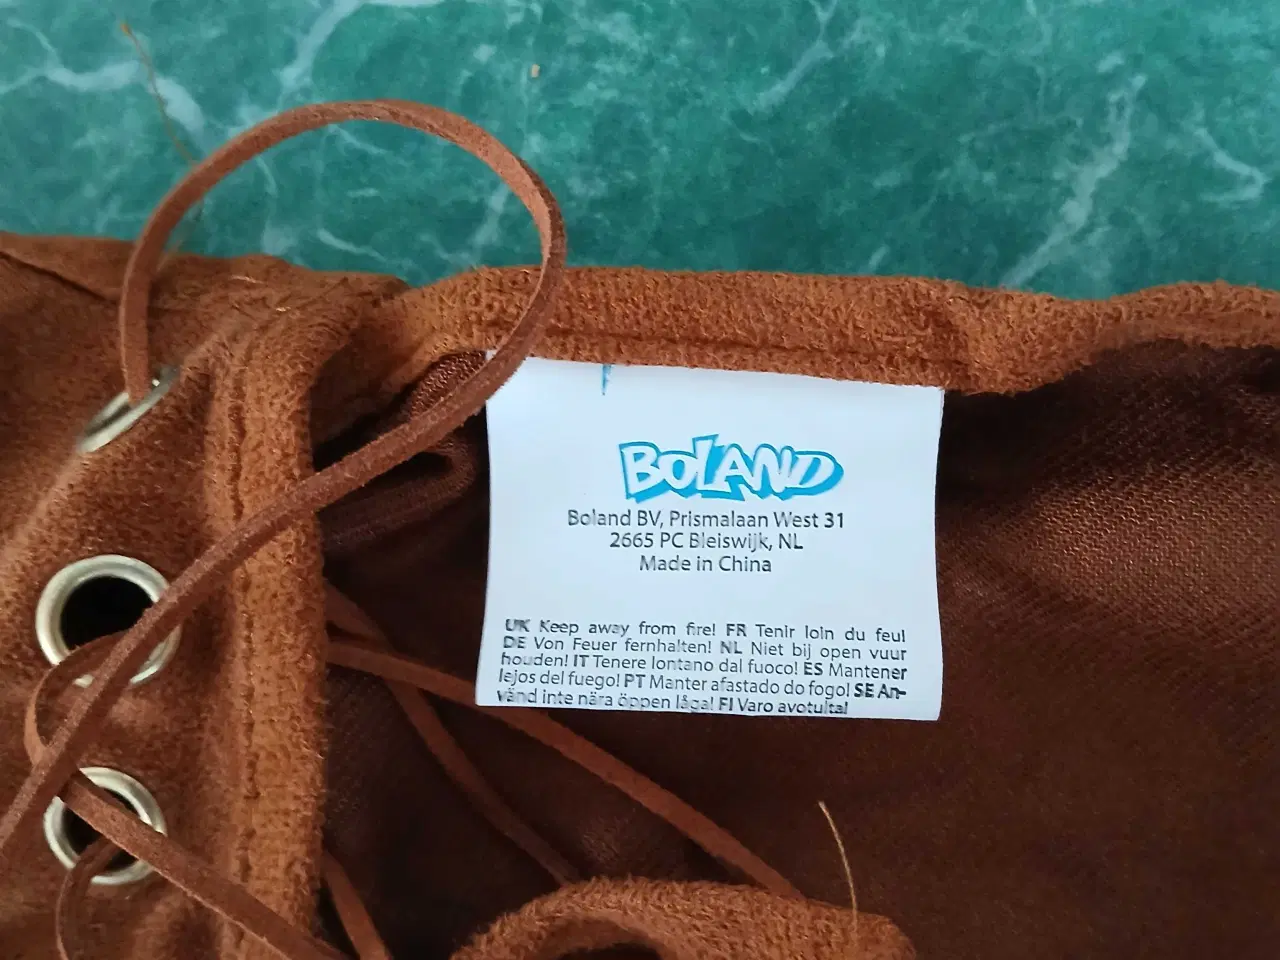 BOLAND
Boland BV, Prismalaan West 31
2665 PC Bleiswijk, NL
Made in China
UK Keep away from fire! FR Tenir loin du feu!
DE Von Feuer fernhalten! NL Niet bij open vuur
houden! IT Tenere lontano dal fuoco! ES Mantener
lejos del fuego! PT Manter afastado do fogo! SE An-
vänd inte nära öppen låga! FI Varo avotulta!